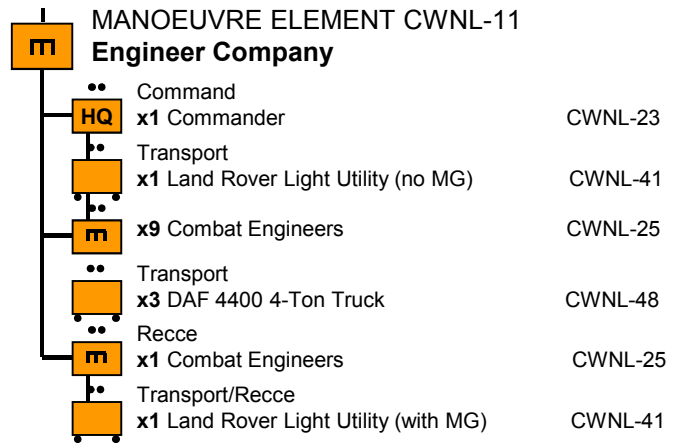 MANOEUVRE ELEMENT CWNL-11
Engineer Company
Command
HQ x1 Commander CWNL-23
Transport
x1 Land Rover Light Utility (no MG) CWNL-41
x9 Combat Engineers CWNL-25
Transport
x3 DAF 4400 4-Ton Truck CWNL-48
Recce
x1 Combat Engineers CWNL-25
Transport/Recce
x1 Land Rover Light Utility (with MG) CWNL-41